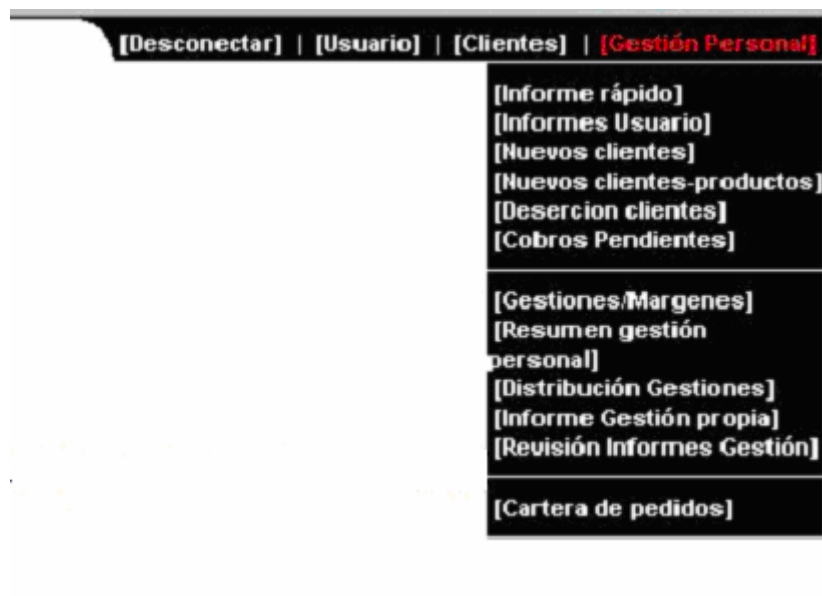 [Desconectar] | [Usuario] | [Clientes] | [Gestión Personal]
[Informe rápido]
[Informes Usuario]
[Nuevos clientes]
[Nuevos clientes-productos]
[Desercion clientes]
[Cobros Pendientes]
[Gestiones/Margenes]
[Resumen gestión
personal]
[Distribución Gestiones]
[Informe Gestión propia]
[Revisión Informes Gestión]
[Cartera de pedidos]